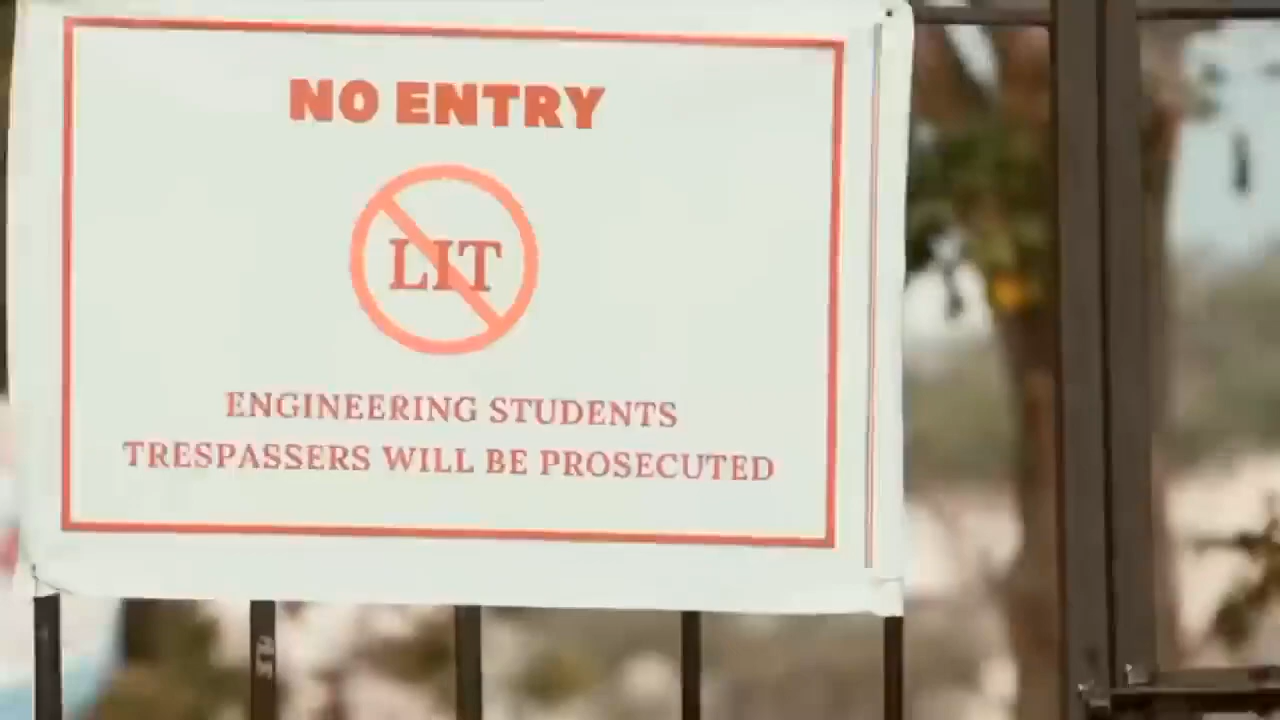 NO ENTRY
LIT
ENGINEERING STUDENTS
TRESPASSERS WILL BE PROSECUTED